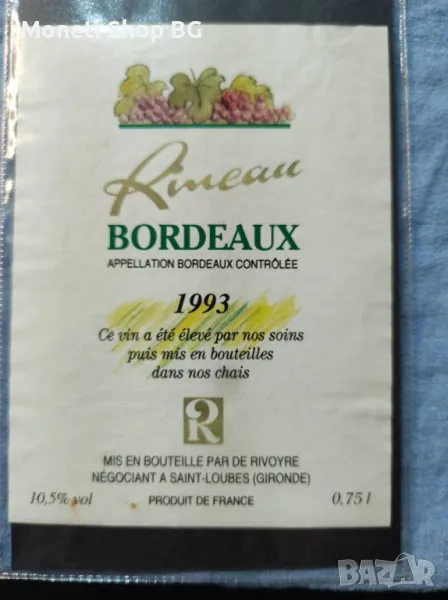 Moneti Shop BG
Rineau
BORDEAUX
APPELLATION BORDEAUX CONTRÔLÉE
1993
Ce vin a été élevé par nos soins
puis mis en bouteilles
dans nos chais
R
MIS EN BOUTEILLE PAR DE RIVOYRE
NÉGOCIANT A SAINT-LOUBES (GIRONDE)
10,5% vol PRODUIT DE FRANCE 0,75 l
BAZAR